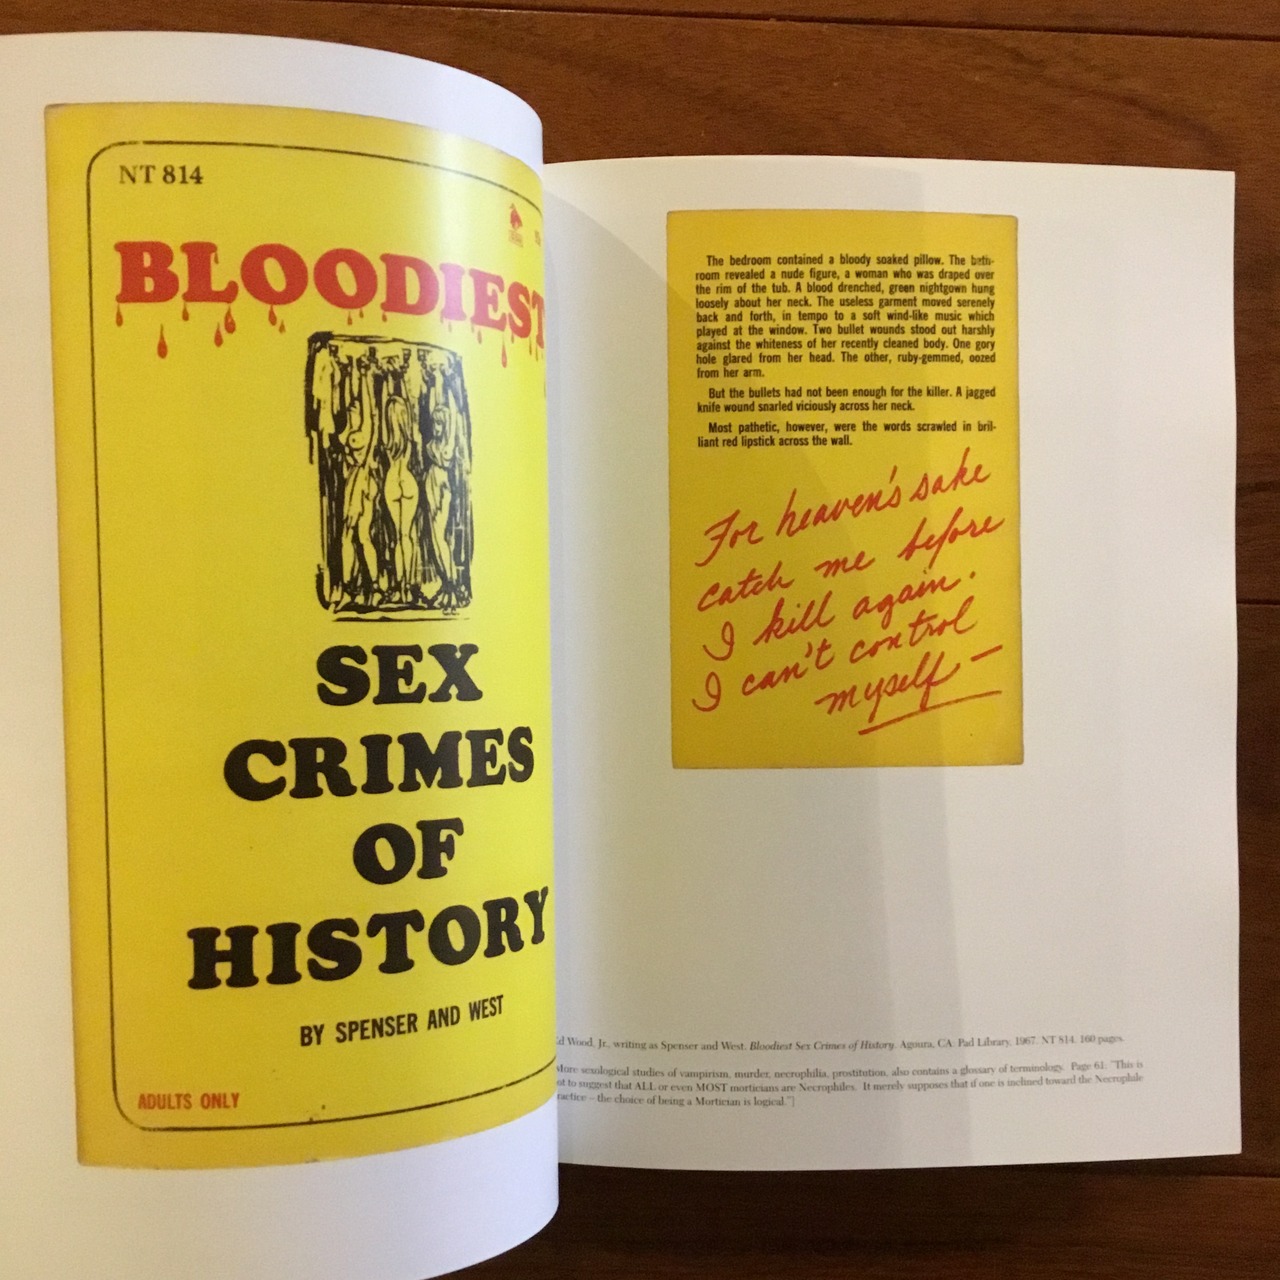 NT 814
BLOODIEST
SEX
CRIMES
OF
HISTORY
BY SPENSER AND WEST
ADULTS ONLY
The bedroom contained a bloody soaked pillow. The bath-
room revealed a nude figure, a woman who was draped over
the rim of the tub. A blood drenched, green nightgown hung
loosely about her neck. The useless garment moved serenely
back and forth, in tempo to a soft wind-like music which
played at the window. Two bullet wounds stood out harshly
against the whiteness of her recently cleaned body. One gory
hole glared from her head. The other, ruby-gemmed, oozed
from her arm.
But the bullets had not been enough for the killer. A jagged
knife wound snarled viciously across her neck.
Most pathetic, however, were the words scrawled in bril-
liant red lipstick across the wall.
For heaven's sake
catch me before
I kill again.
I can't control
myself—
Wood, Jr., writing as Spenser and West. Bloodiest Sex Crimes of History. Agoura, CA: Pad Library, 1967. NT 814. 160 pages.
More sexological studies of vampirism, murder, necrophilia, prostitution, also contains a glossary of terminology. Page 61. "This is
to suggest that ALL or even MOST morticians are Necrophiles. It merely supposes that if one is inclined toward the Necrophile
– the choice of being a Mortician is logical."]